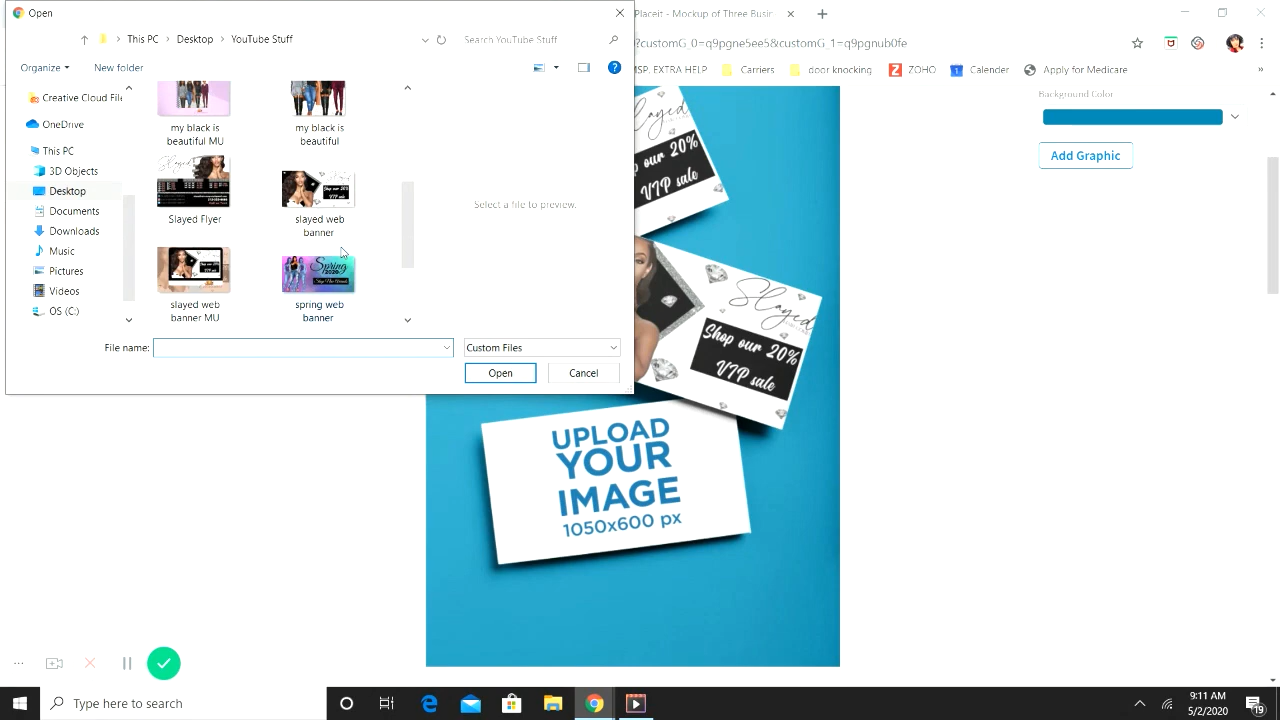 Open
Placeit - Mockup of Three Busir
This PC
Desktop
YouTube Stuff
Search YouTube Stuff
?customG_0=q9pgne5ee5&customG_1=q9pgnub0fe
Organize
New folder
MSP. EXTRA HELP
Carriers
door knocking
ZOHO
Calender
Apply for Medicare
»
Creative Cloud File
OneDrive
This PC
3D Objects
Desktop
Documents
Downloads
Music
Pictures
Videos
my black is
beautiful MU
my black is
beautiful
Slayed Flyer
slayed web
banner
slayed web
banner MU
spring web
banner
Select a file to preview.
File name:
Custom Files
Open
Cancel
Background Color
Add Graphic
Slayed
Shop our 20%
VIP sale
Slayed
Shop our 20%
VIP sale
UPLOAD
YOUR
IMAGE
1050x600 px
Type here to search
9:11 AM
5/2/2020
19